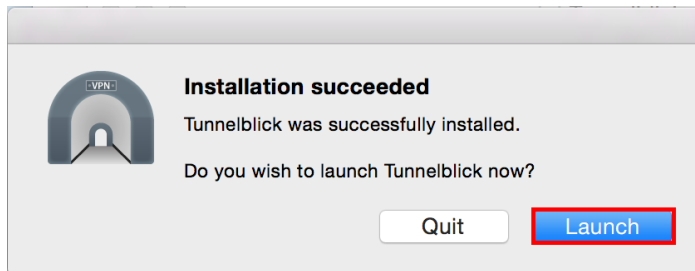 -VPN-
Installation succeeded
Tunnelblick was successfully installed.
Do you wish to launch Tunnelblick now?
Quit
Launch